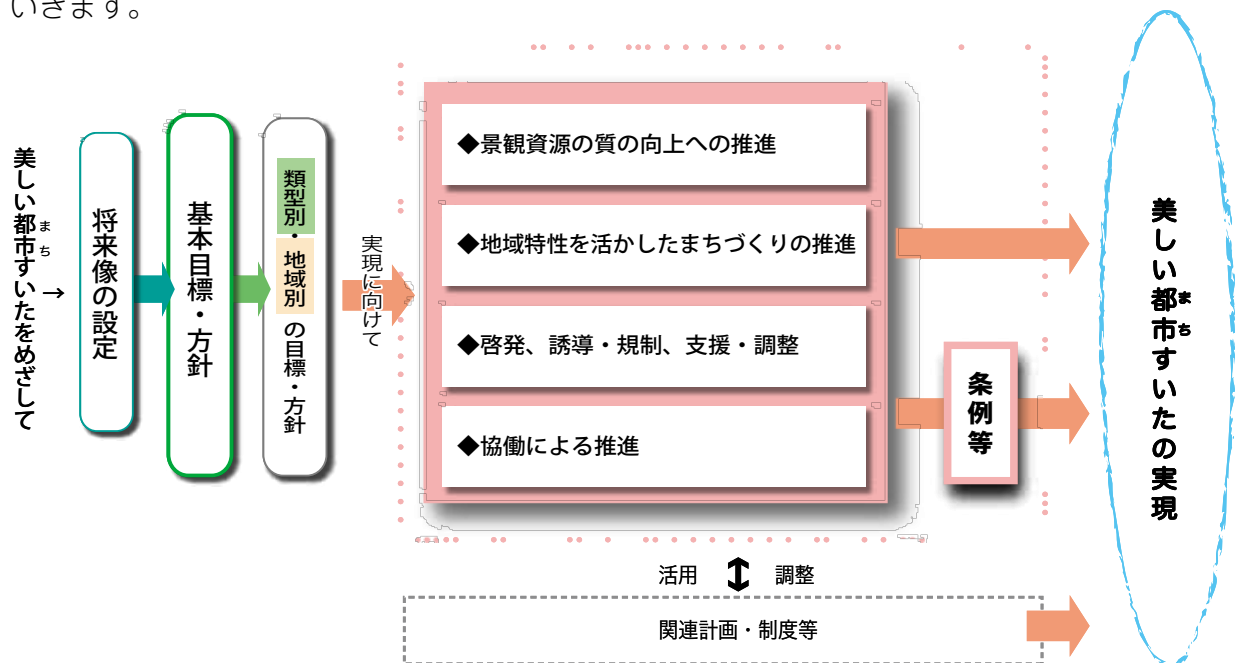 いきます。
美しい都市すいたをめざして→
まち
将来像の設定
基本目標・方針
類型別・地域別の目標・方針
実現に向けて
◆景観資源の質の向上への推進
◆地域特性を活かしたまちづくりの推進
◆啓発、誘導・規制、支援・調整
◆協働による推進
条例等
美しい都市すいたの実現
まち
活用 調整
関連計画・制度等